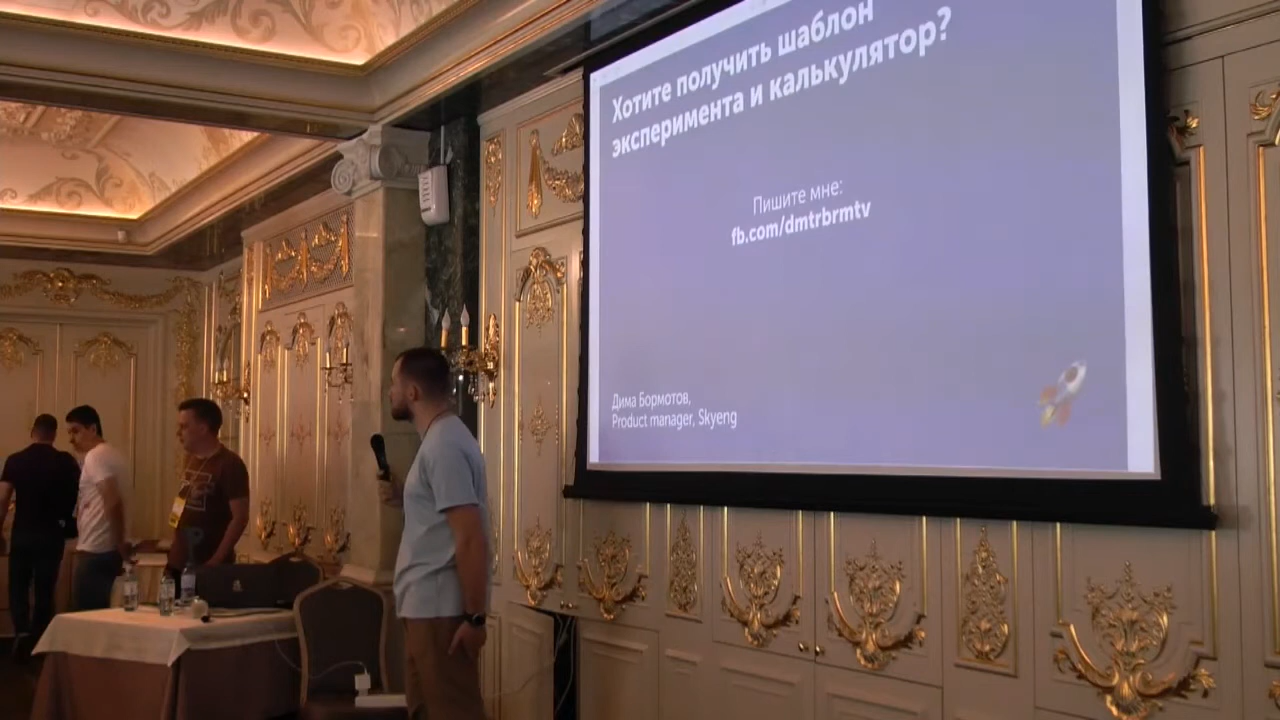 Хотите получить шаблон
эксперимента и калькулятор?
Пишите мне:
fb.com/dmtrbrmtv
Дима Бормотов,
Product manager, Skyeng